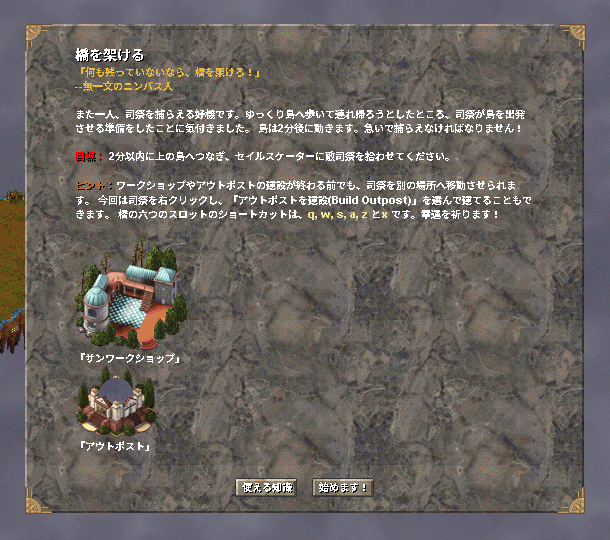 橋を架ける
『何も残っていないなら、橋を架けろ！』
--無一文のニンバス人
また一人、司祭を捕らえる好機です。ゆっくり島へ歩いて連れ帰ろうとしたところ、司祭が島を出発
させる準備をしたことに気付きました。 島は2分後に動きます。急いで捕らえなければなりません！
目標： 2分以内に上の島へつなぎ、セイルスケーターに敵司祭を拾わせてください。
ヒント：ワークショップやアウトポストの建設が終わる前でも、司祭を別の場所へ移動させられま
す。 今回は司祭を右クリックし、『アウトポストを建設(Build Outpost)』を選んで建てることもで
きます。 橋の六つのスロットのショートカットは、q, w, s, a, z とx です。幸運を祈ります！
『サンワークショップ』
『アウトポスト』
使える知識
始めます！